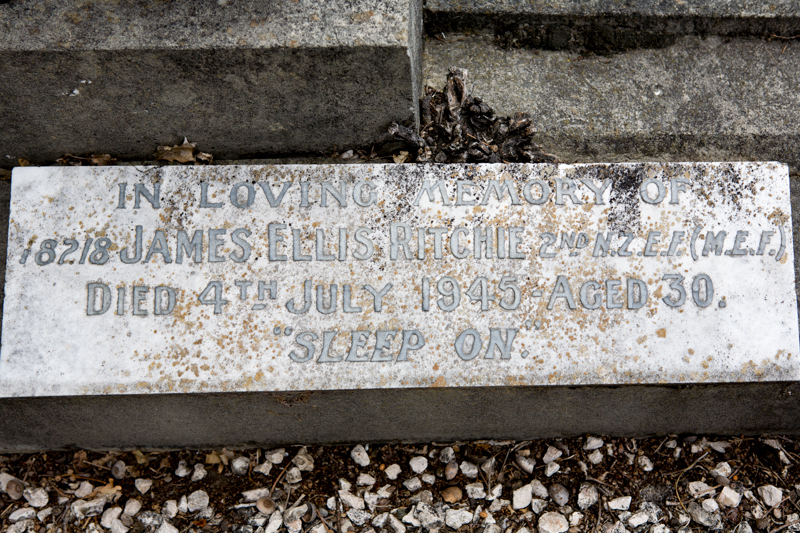 IN LOVING MEMORY OF
18218 JAMES ELLIS RITCHIE 2ND N.Z.E.F. (M.E.F.)
DIED 4TH JULY 1945 - AGED 30.
"SLEEP ON."